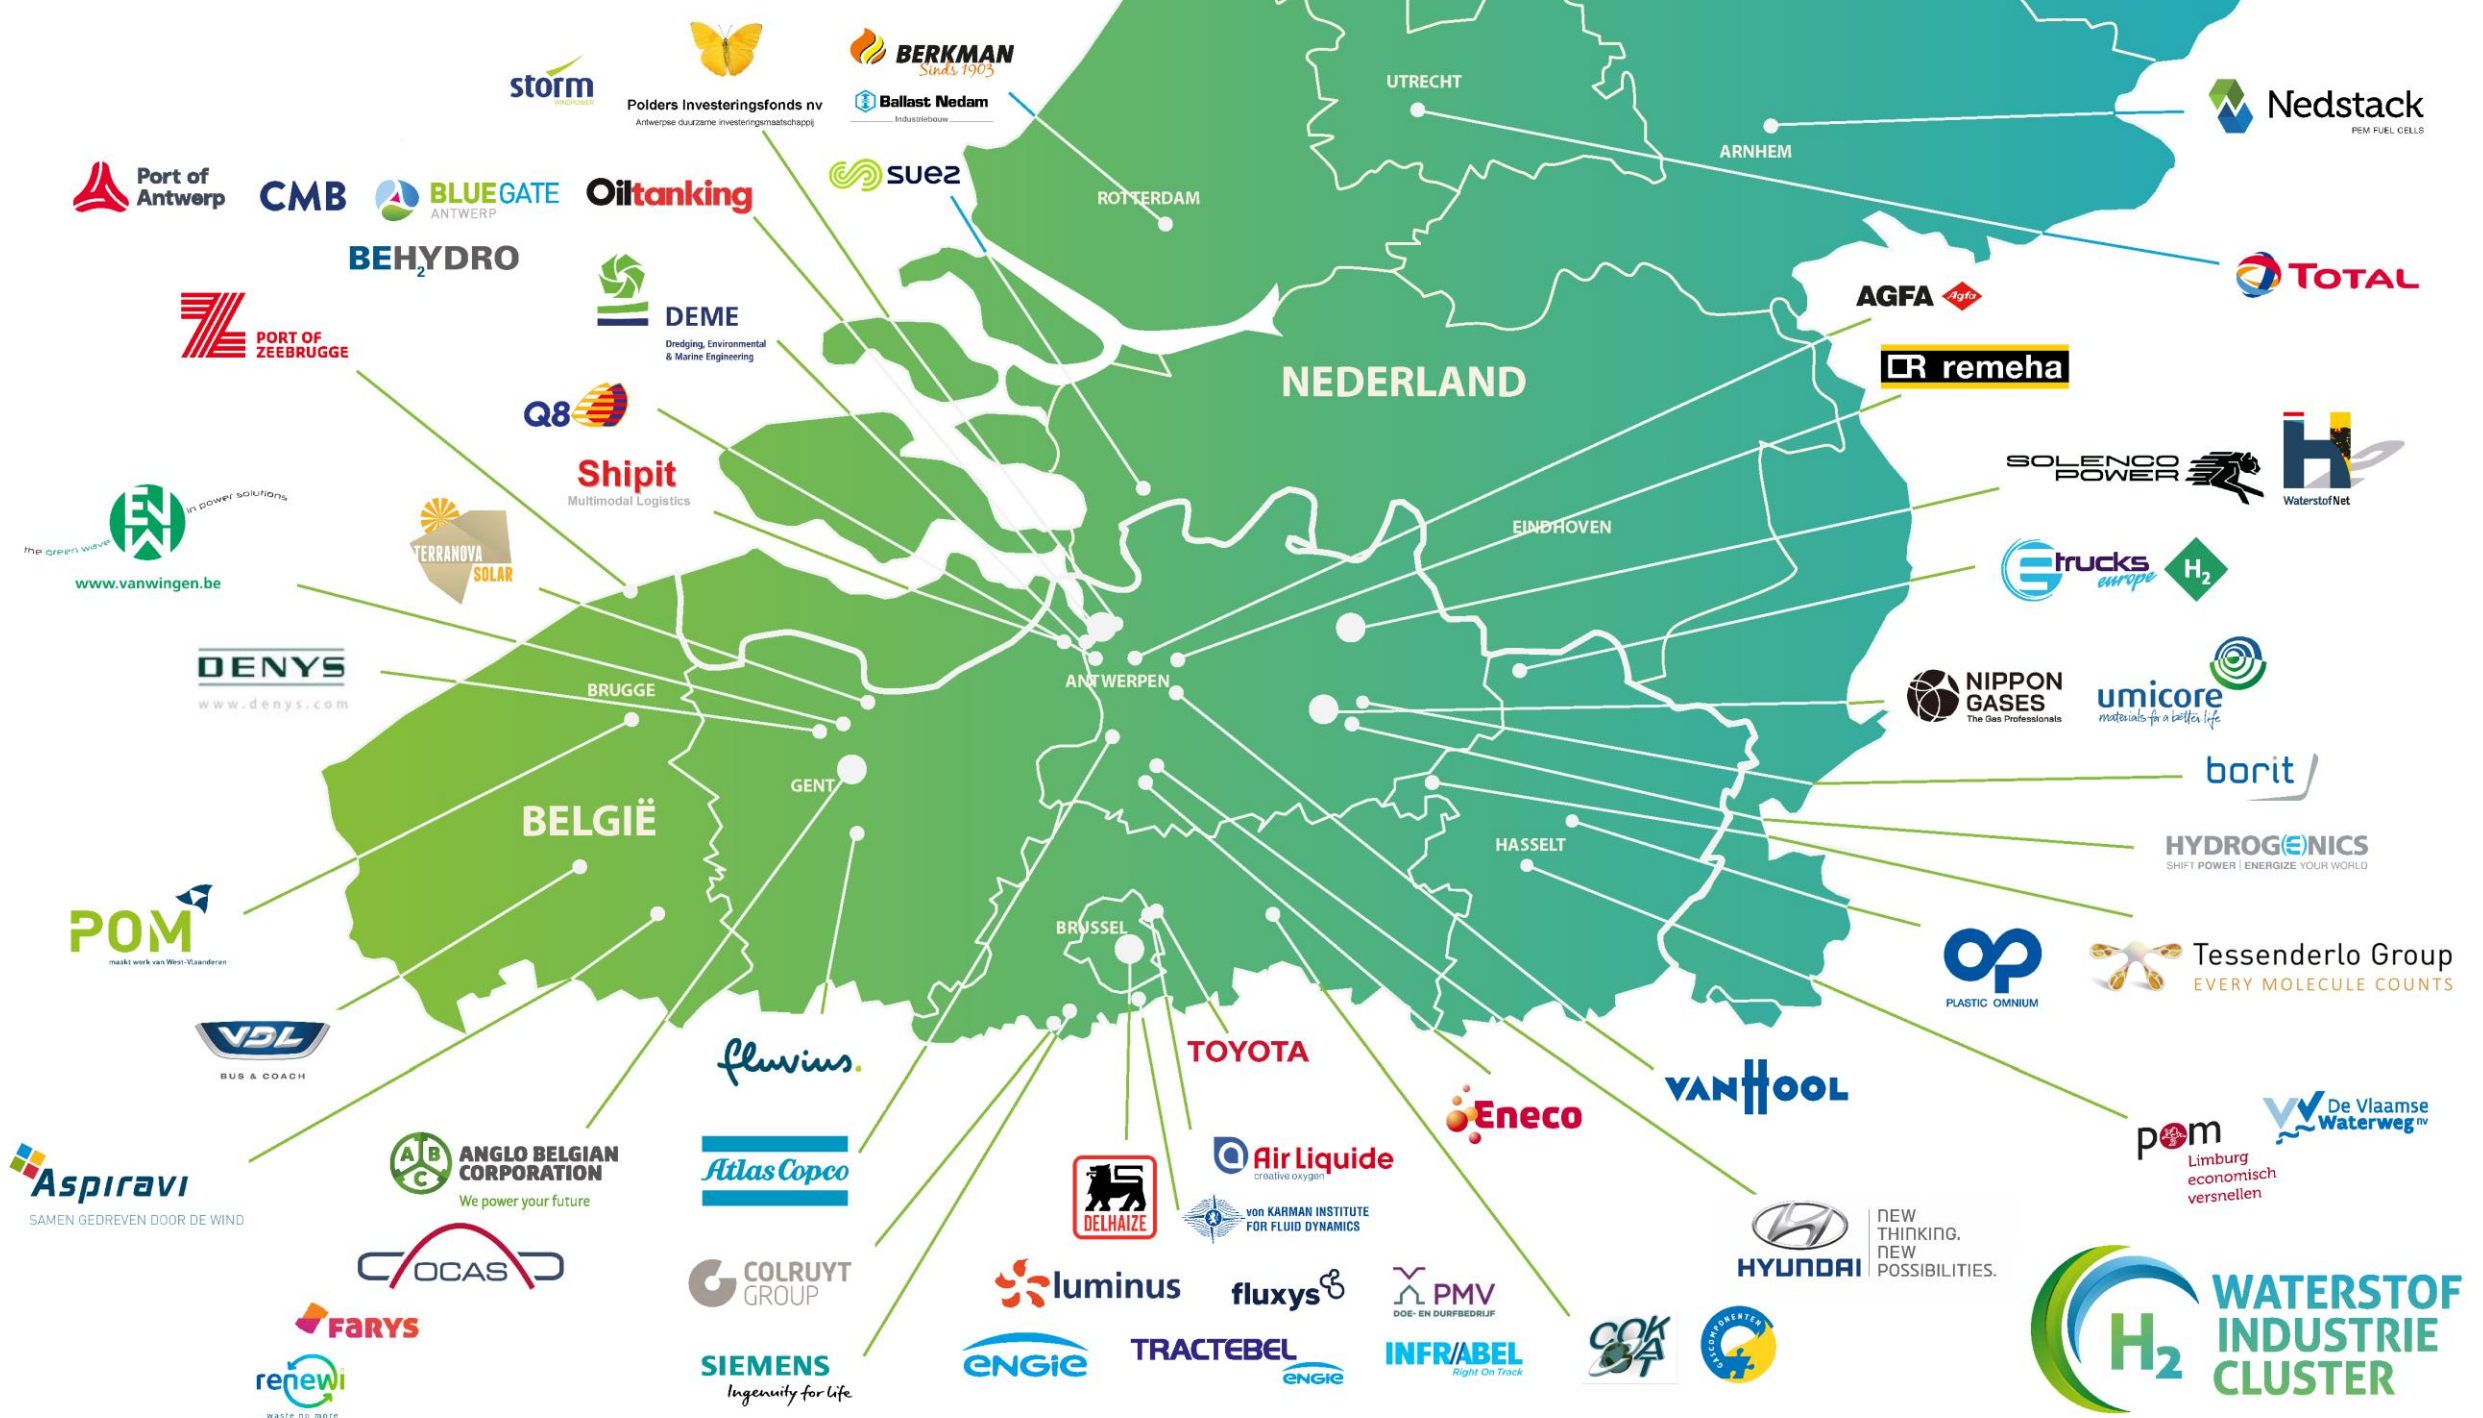 storm
WINDPOWER
Polders Investeringsfonds nv
Antwerpse duurzame investeringsmaatschappij
BERKMAN
Sinds 1903
Ballast Nedam
Industriebouw
UTRECHT
ARNHEM
Nedstack
PEM FUEL CELLS
Port of
Antwerp
CMB
BLUEGATE
ANTWERP
Oiltanking
suez
ROTTERDAM
BEH2YDRO
TOTAL
PORT OF
ZEEBRUGGE
DEME
Dredging, Environmental
& Marine Engineering
AGFA
Agfa
remeha
NEDERLAND
Q8
Shipit
Multimodal Logistics
SOLENCO
POWER
WaterstofNet
EINDHOVEN
ENW
in power solutions
the green wave
www.vanwingen.be
TERRANOVA
SOLAR
Etrucks
europe
H2
DENYS
www.denys.com
BRUGGE
ANTWERPEN
NIPPON
GASES
The Gas Professionals
umicore
materials for a better life
GENT
borit
BELGIË
HASSELT
HYDROGENICS
SHIFT POWER | ENERGIZE YOUR WORLD
POM
maakt werk van West-Vlaanderen
BRUSSEL
PLASTIC OMNIUM
Tessenderlo Group
EVERY MOLECULE COUNTS
VDL
BUS & COACH
fluvius.
TOYOTA
Eneco
VANHOOL
De Vlaamse
Waterweg nv
pom
Limburg
economisch
versnellen
Aspiravi
SAMEN GEDREVEN DOOR DE WIND
ABC
ANGLO BELGIAN
CORPORATION
We power your future
Atlas Copco
DELHAIZE
Air Liquide
creative oxygen
von KARMAN INSTITUTE
FOR FLUID DYNAMICS
OCAS
COLRUYT
GROUP
luminus
fluxys
PMV
DOE- EN DURFBEDRIJF
HYUNDAI
NEW
THINKING.
NEW
POSSIBILITIES.
FARYS
SIEMENS
Ingenuity for life
ENGIE
TRACTEBEL
ENGIE
INFRABEL
Right On Track
GASCOMPONENTEN
renewi
waste no more
H2
WATERSTOF
INDUSTRIE
CLUSTER